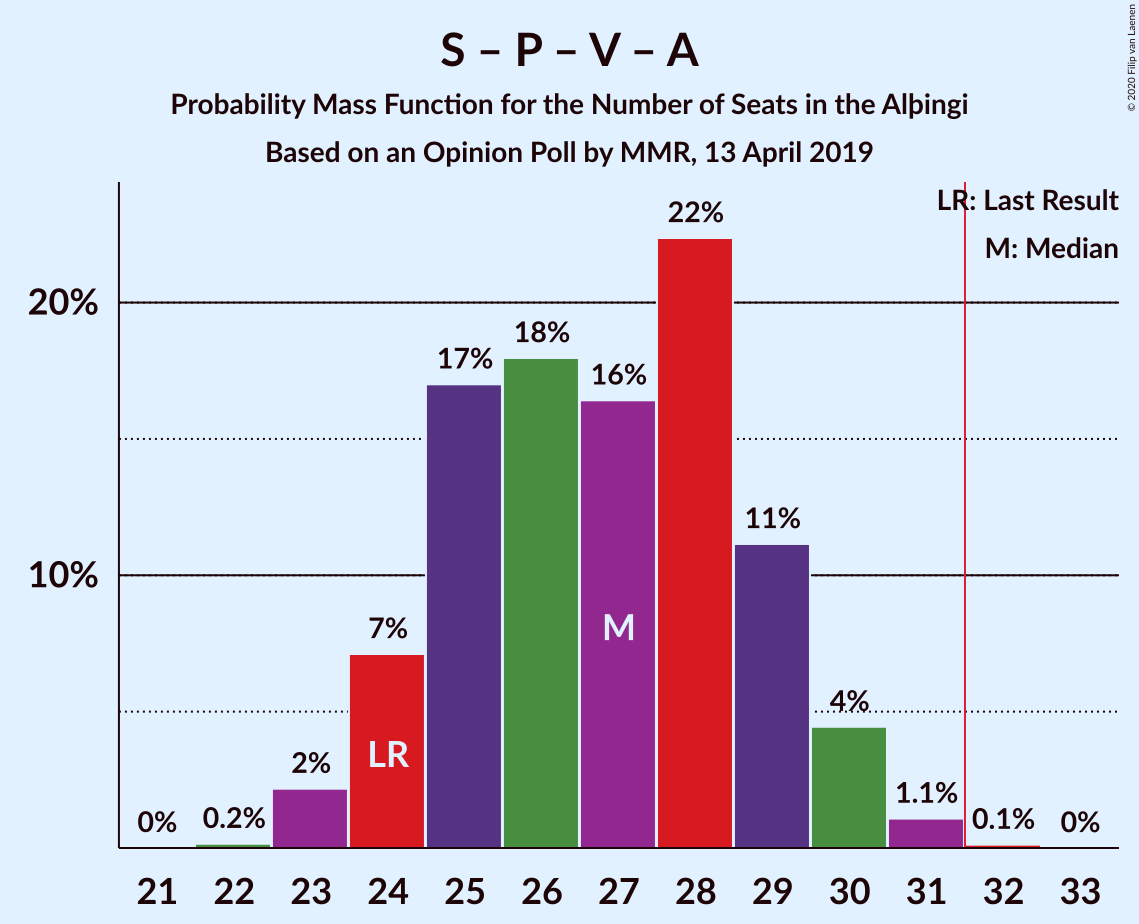 S – P – V – A
Probability Mass Function for the Number of Seats in the Alþingi
Based on an Opinion Poll by MMR, 13 April 2019
© 2020 Filip van Laenen
LR: Last Result
M: Median
22%
20%
18%
17%
16%
11%
10%
7%
M
4%
LR
2%
1.1%
0%
0.2%
0.1%
0%
21 22 23 24 25 26 27 28 29 30 31 32 33